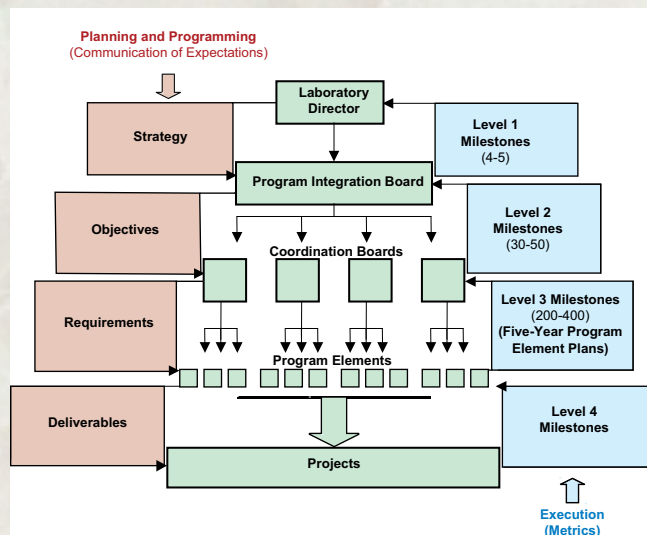 Planning and Programming
(Communication of Expectations)
Laboratory
Director
Strategy
Level 1
Milestones
(4-5)
Program Integration Board
Objectives
Level 2
Milestones
(30-50)
Coordination Boards
Requirements
Level 3 Milestones
(200-400)
(Five-Year Program
Element Plans)
Program Elements
Deliverables
Level 4
Milestones
Projects
Execution
(Metrics)